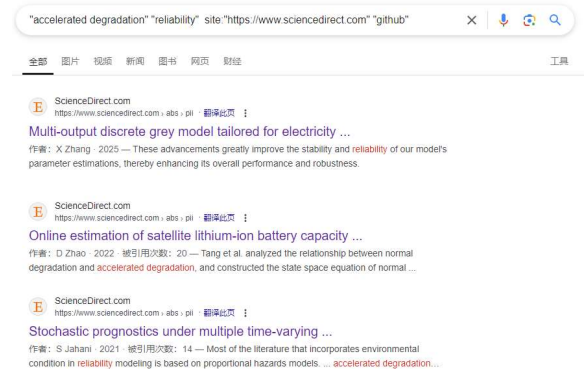 "accelerated degradation" "reliability" site:"https://www.sciencedirect.com" "github"
全部 图片 视频 新闻 图书 网页 财经 工具
ScienceDirect.com
https://www.sciencedirect.com › abs › pii · 翻译此页
Multi-output discrete grey model tailored for electricity ...
作者：X Zhang · 2025 — These advancements greatly improve the stability and reliability of our model's
parameter estimations, thereby enhancing its overall performance and robustness.
ScienceDirect.com
https://www.sciencedirect.com › abs › pii · 翻译此页
Online estimation of satellite lithium-ion battery capacity ...
作者：D Zhao · 2022 · 被引用次数：20 — Tang et al. analyzed the relationship between normal
degradation and accelerated degradation, and constructed the state space equation of normal ...
ScienceDirect.com
https://www.sciencedirect.com › abs › pii · 翻译此页
Stochastic prognostics under multiple time-varying ...
作者：S Jahani · 2021 · 被引用次数：14 — Most of the literature that incorporates environmental
condition in reliability modeling is based on proportional hazards models. ... accelerated degradation...